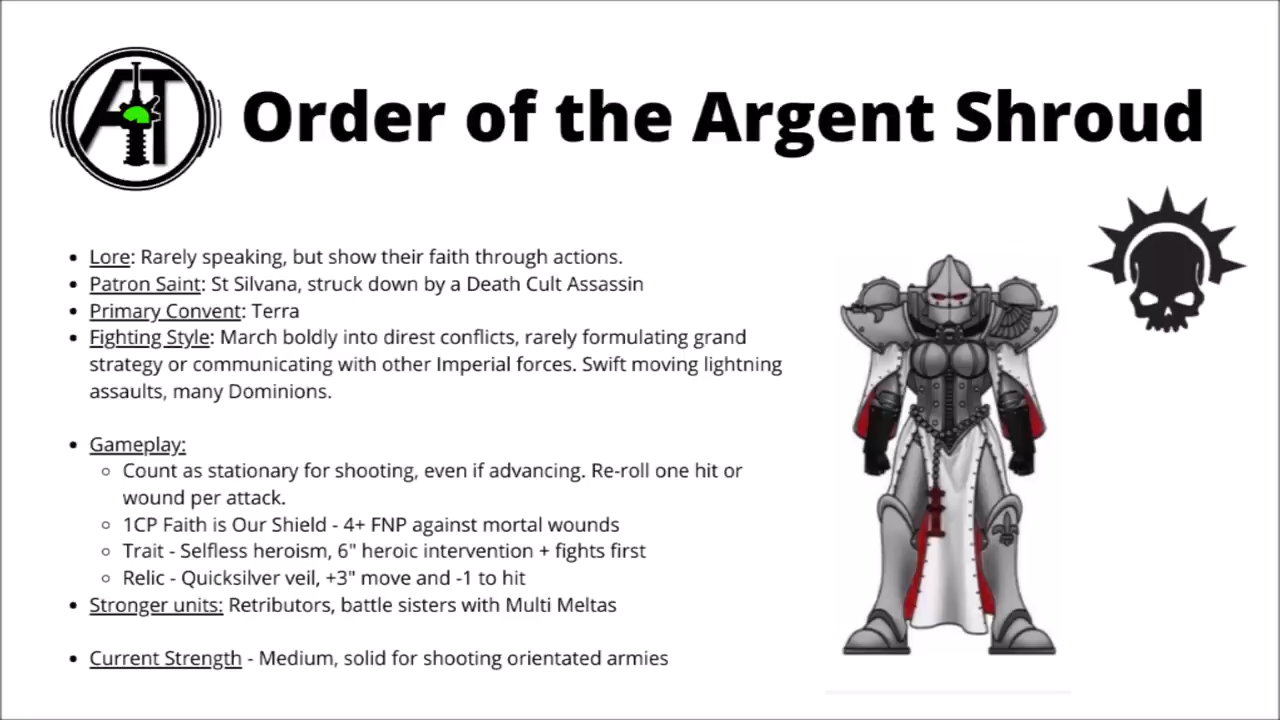 AT
Order of the Argent Shroud
Lore: Rarely speaking, but show their faith through actions.
Patron Saint: St Silvana, struck down by a Death Cult Assassin
Primary Convent: Terra
Fighting Style: March boldly into direst conflicts, rarely formulating grand
strategy or communicating with other Imperial forces. Swift moving lightning
assaults, many Dominions.
Gameplay:
Count as stationary for shooting, even if advancing. Re-roll one hit or
wound per attack.
1CP Faith is Our Shield - 4+ FNP against mortal wounds
Trait - Selfless heroism, 6" heroic intervention + fights first
Relic - Quicksilver veil, +3" move and -1 to hit
Stronger units: Retributors, battle sisters with Multi Meltas
Current Strength - Medium, solid for shooting orientated armies